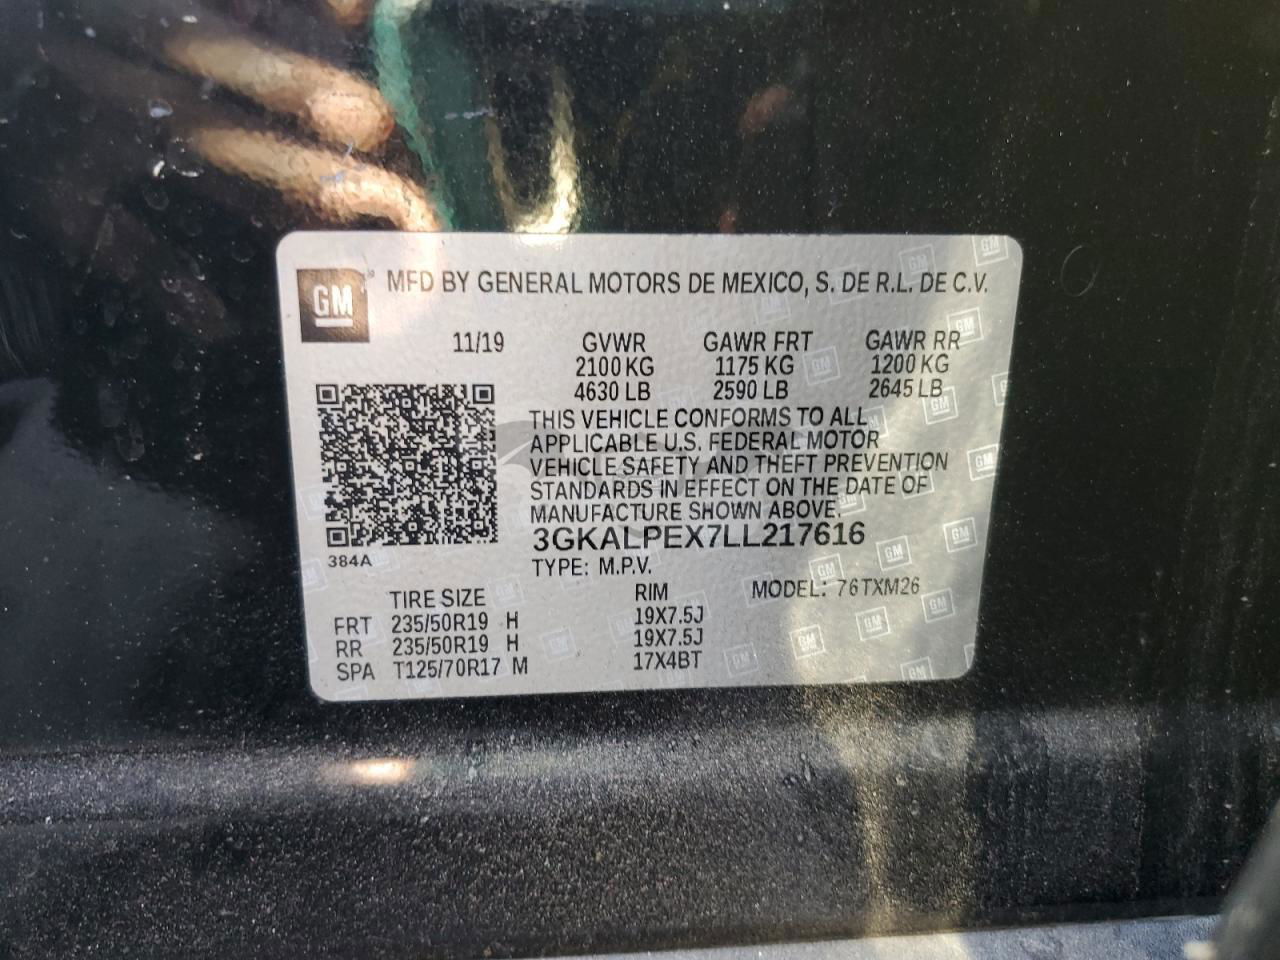 GM
MFD BY GENERAL MOTORS DE MEXICO, S. DE R.L. DE C.V.
11/19 GVWR GAWR FRT GAWR RR
2100 KG 1175 KG 1200 KG
4630 LB 2590 LB 2645 LB
THIS VEHICLE CONFORMS TO ALL
APPLICABLE U.S. FEDERAL MOTOR
VEHICLE SAFETY AND THEFT PREVENTION
STANDARDS IN EFFECT ON THE DATE OF
MANUFACTURE SHOWN ABOVE.
3GKALPEX7LL217616
384A
TYPE: M.P.V.
MODEL: 76TXM26
TIRE SIZE RIM
FRT 235/50R19 H 19X7.5J
RR 235/50R19 H 19X7.5J
SPA T125/70R17 M 17X4BT